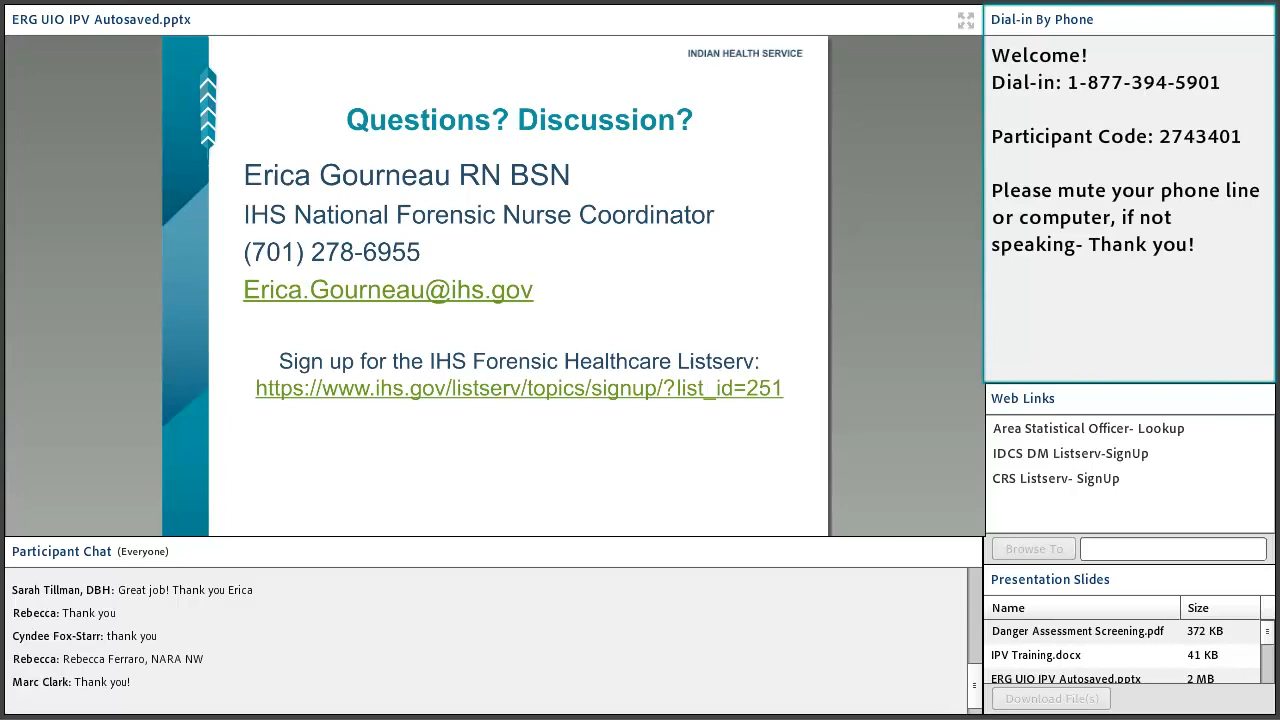 ERG UIO IPV Autosaved.pptx
INDIAN HEALTH SERVICE
Questions? Discussion?
Erica Gourneau RN BSN
IHS National Forensic Nurse Coordinator
(701) 278-6955
Erica.Gourneau@ihs.gov
Sign up for the IHS Forensic Healthcare Listserv:
https://www.ihs.gov/listserv/topics/signup/?list_id=251
Participant Chat (Everyone)
Sarah Tillman, DBH: Great job! Thank you Erica
Rebecca: Thank you
Cyndee Fox-Starr: thank you
Rebecca: Rebecca Ferraro, NARA NW
Marc Clark: Thank you!
Dial-in By Phone
Welcome!
Dial-in: 1-877-394-5901
Participant Code: 2743401
Please mute your phone line
or computer, if not
speaking- Thank you!
Web Links
Area Statistical Officer- Lookup
IDCS DM Listserv-SignUp
CRS Listserv- SignUp
Browse To
Presentation Slides
Name Size
Danger Assessment Screening.pdf 372 KB
IPV Training.docx 41 KB
ERG UIO IPV Autosaved.pptx 2 MB
Download File(s)